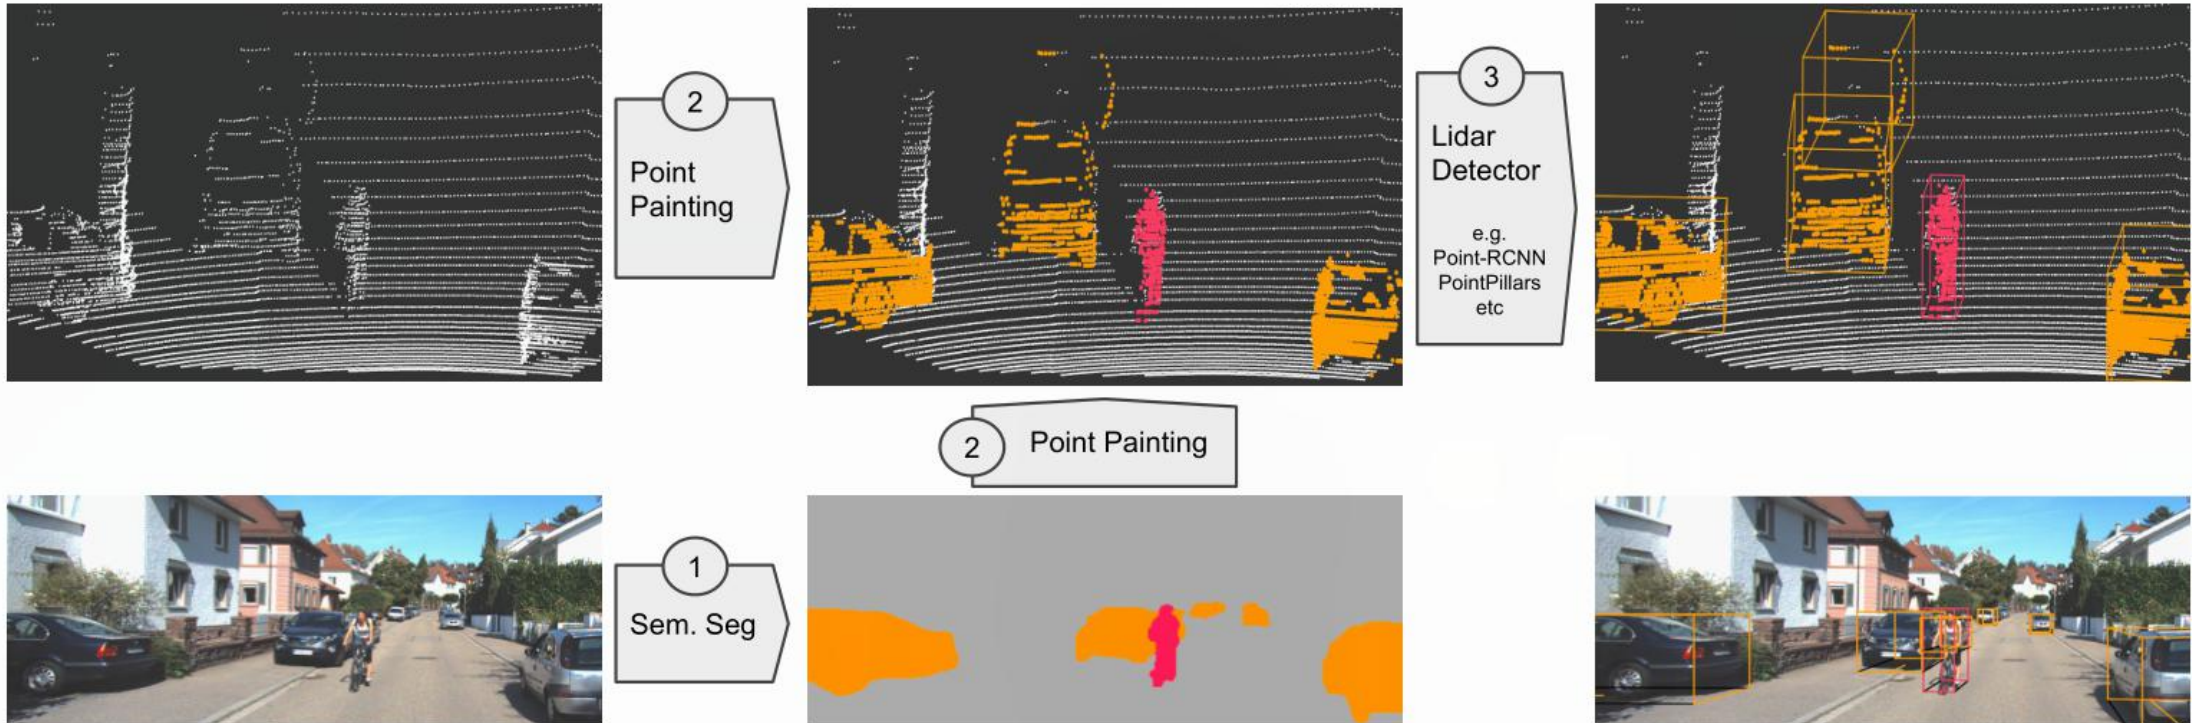 2
Point
Painting
3
Lidar
Detector
e.g.
Point-RCNN
PointPillars
etc
2
Point Painting
1
Sem. Seg